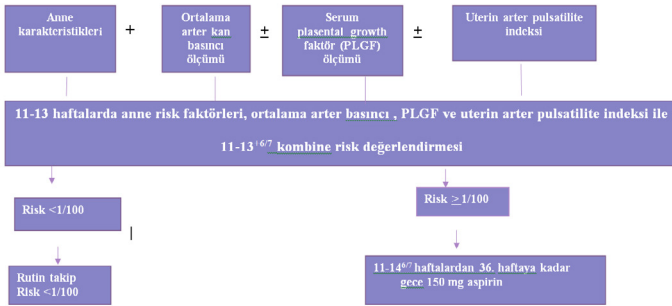 Anne
karakteristikleri
+
Ortalama
arter kan
basıncı
ölçümü
±
Serum
plasental growth
faktör (PLGF)
ölçümü
±
Uterin arter pulsatilite
indeksi
11-13 haftalarda anne risk faktörleri, ortalama arter basıncı , PLGF ve uterin arter pulsatilite indeksi ile
11-13⁺⁶/⁷ kombine risk değerlendirmesi
Risk <1/100
Risk ≥ 1/100
Rutin takip
Risk <1/100
11-14⁶/⁷ haftalardan 36. haftaya kadar
gece 150 mg aspirin